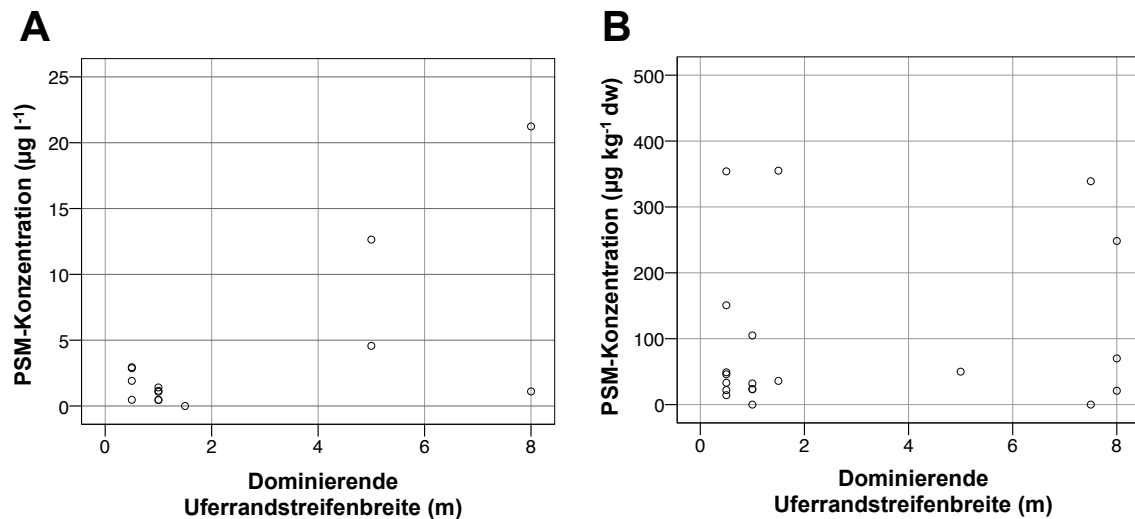 A
PSM-Konzentration (µg l⁻¹)
25
20
15
10
5
0
0 2 4 6 8
Dominierende
Uferrandstreifenbreite (m)
B
PSM-Konzentration (µg kg⁻¹ dw)
500
400
300
200
100
0
0 2 4 6 8
Dominierende
Uferrandstreifenbreite (m)